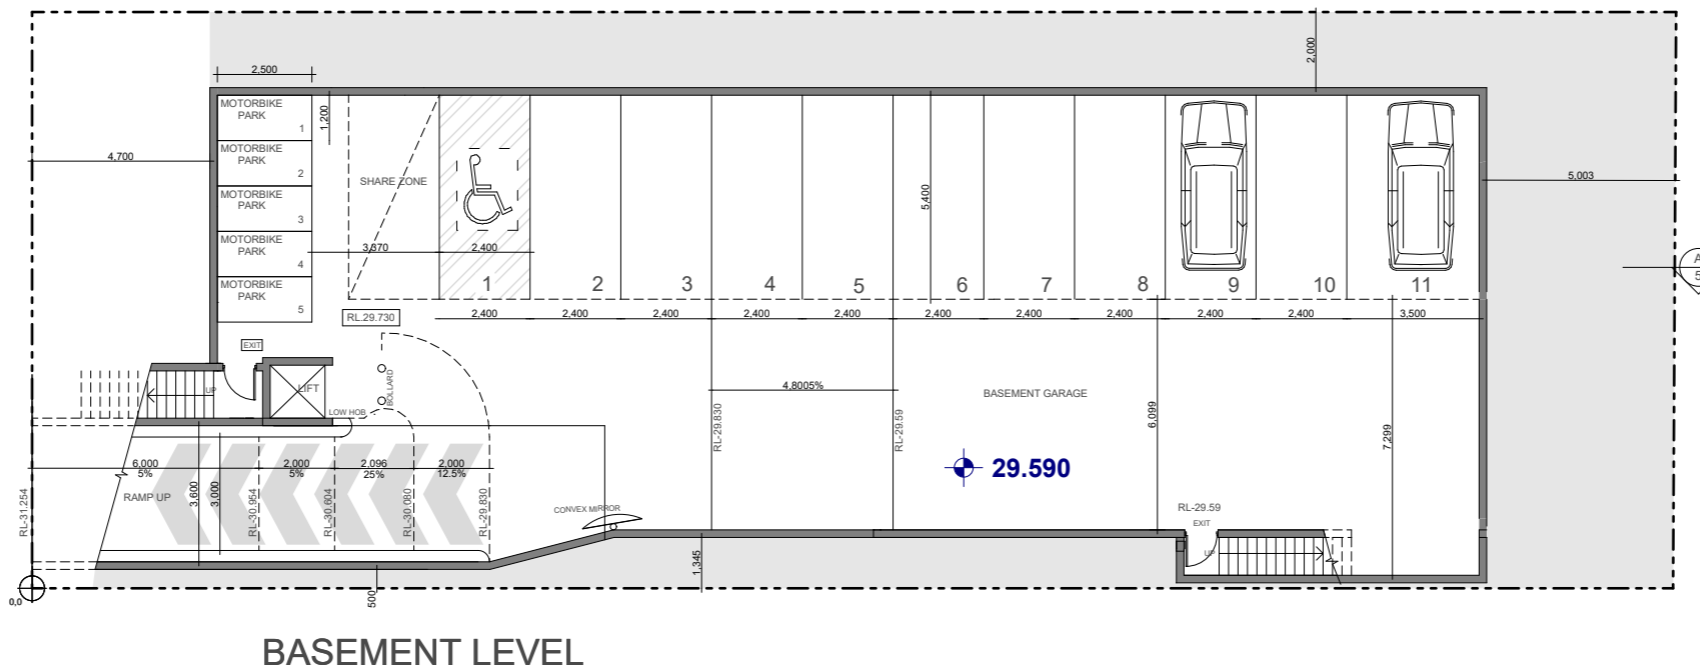 2,500
2,000
MOTORBIKE
PARK
1
1,200
MOTORBIKE
PARK
2
4,700
SHARE ZONE
5,003
5,400
MOTORBIKE
PARK
3
MOTORBIKE
PARK
4
3,370
2,400
A
5
MOTORBIKE
PARK
5
1
2
3
4
5
6
7
8
9
10
11
RL.29.730
2,400
2,400
2,400
2,400
2,400
2,400
2,400
2,400
2,400
2,400
3,500
EXIT
UP
LIFT
BOLLARD
LOW HOB
4.8005%
BASEMENT GARAGE
RL-29.830
RL-29.59
6,099
7,299
6,000
5%
2,000
5%
2,096
25%
2,000
12.5%
29.590
RAMP UP
3,600
3,000
RL-31.254
RL-30.954
RL-30.604
RL-30.080
RL-29.830
CONVEX MIRROR
RL-29.59
EXIT
UP
1,345
500
0,0
BASEMENT LEVEL